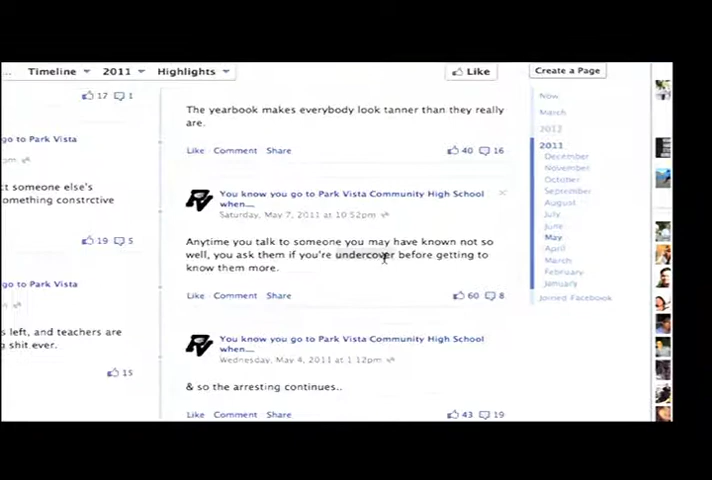 ... Timeline 2011 Highlights Like Create a Page
17 1
go to Park Vista
ct someone else's
omething constrctive
19 5
go to Park Vista
s left, and teachers are
g shit ever.
15
The yearbook makes everybody look tanner than they really
are.
Like Comment Share 40 16
You know you go to Park Vista Community High School
when....
Saturday, May 7, 2011 at 10:52pm
Anytime you talk to someone you may have known not so
well, you ask them if you're undercover before getting to
know them more.
Like Comment Share 60 8
You know you go to Park Vista Community High School
when....
Wednesday, May 4, 2011 at 1:12pm
& so the arresting continues..
Like Comment Share 43 19
Now
March
2012
2011
December
November
October
September
August
July
June
May
April
March
February
January
Joined Facebook